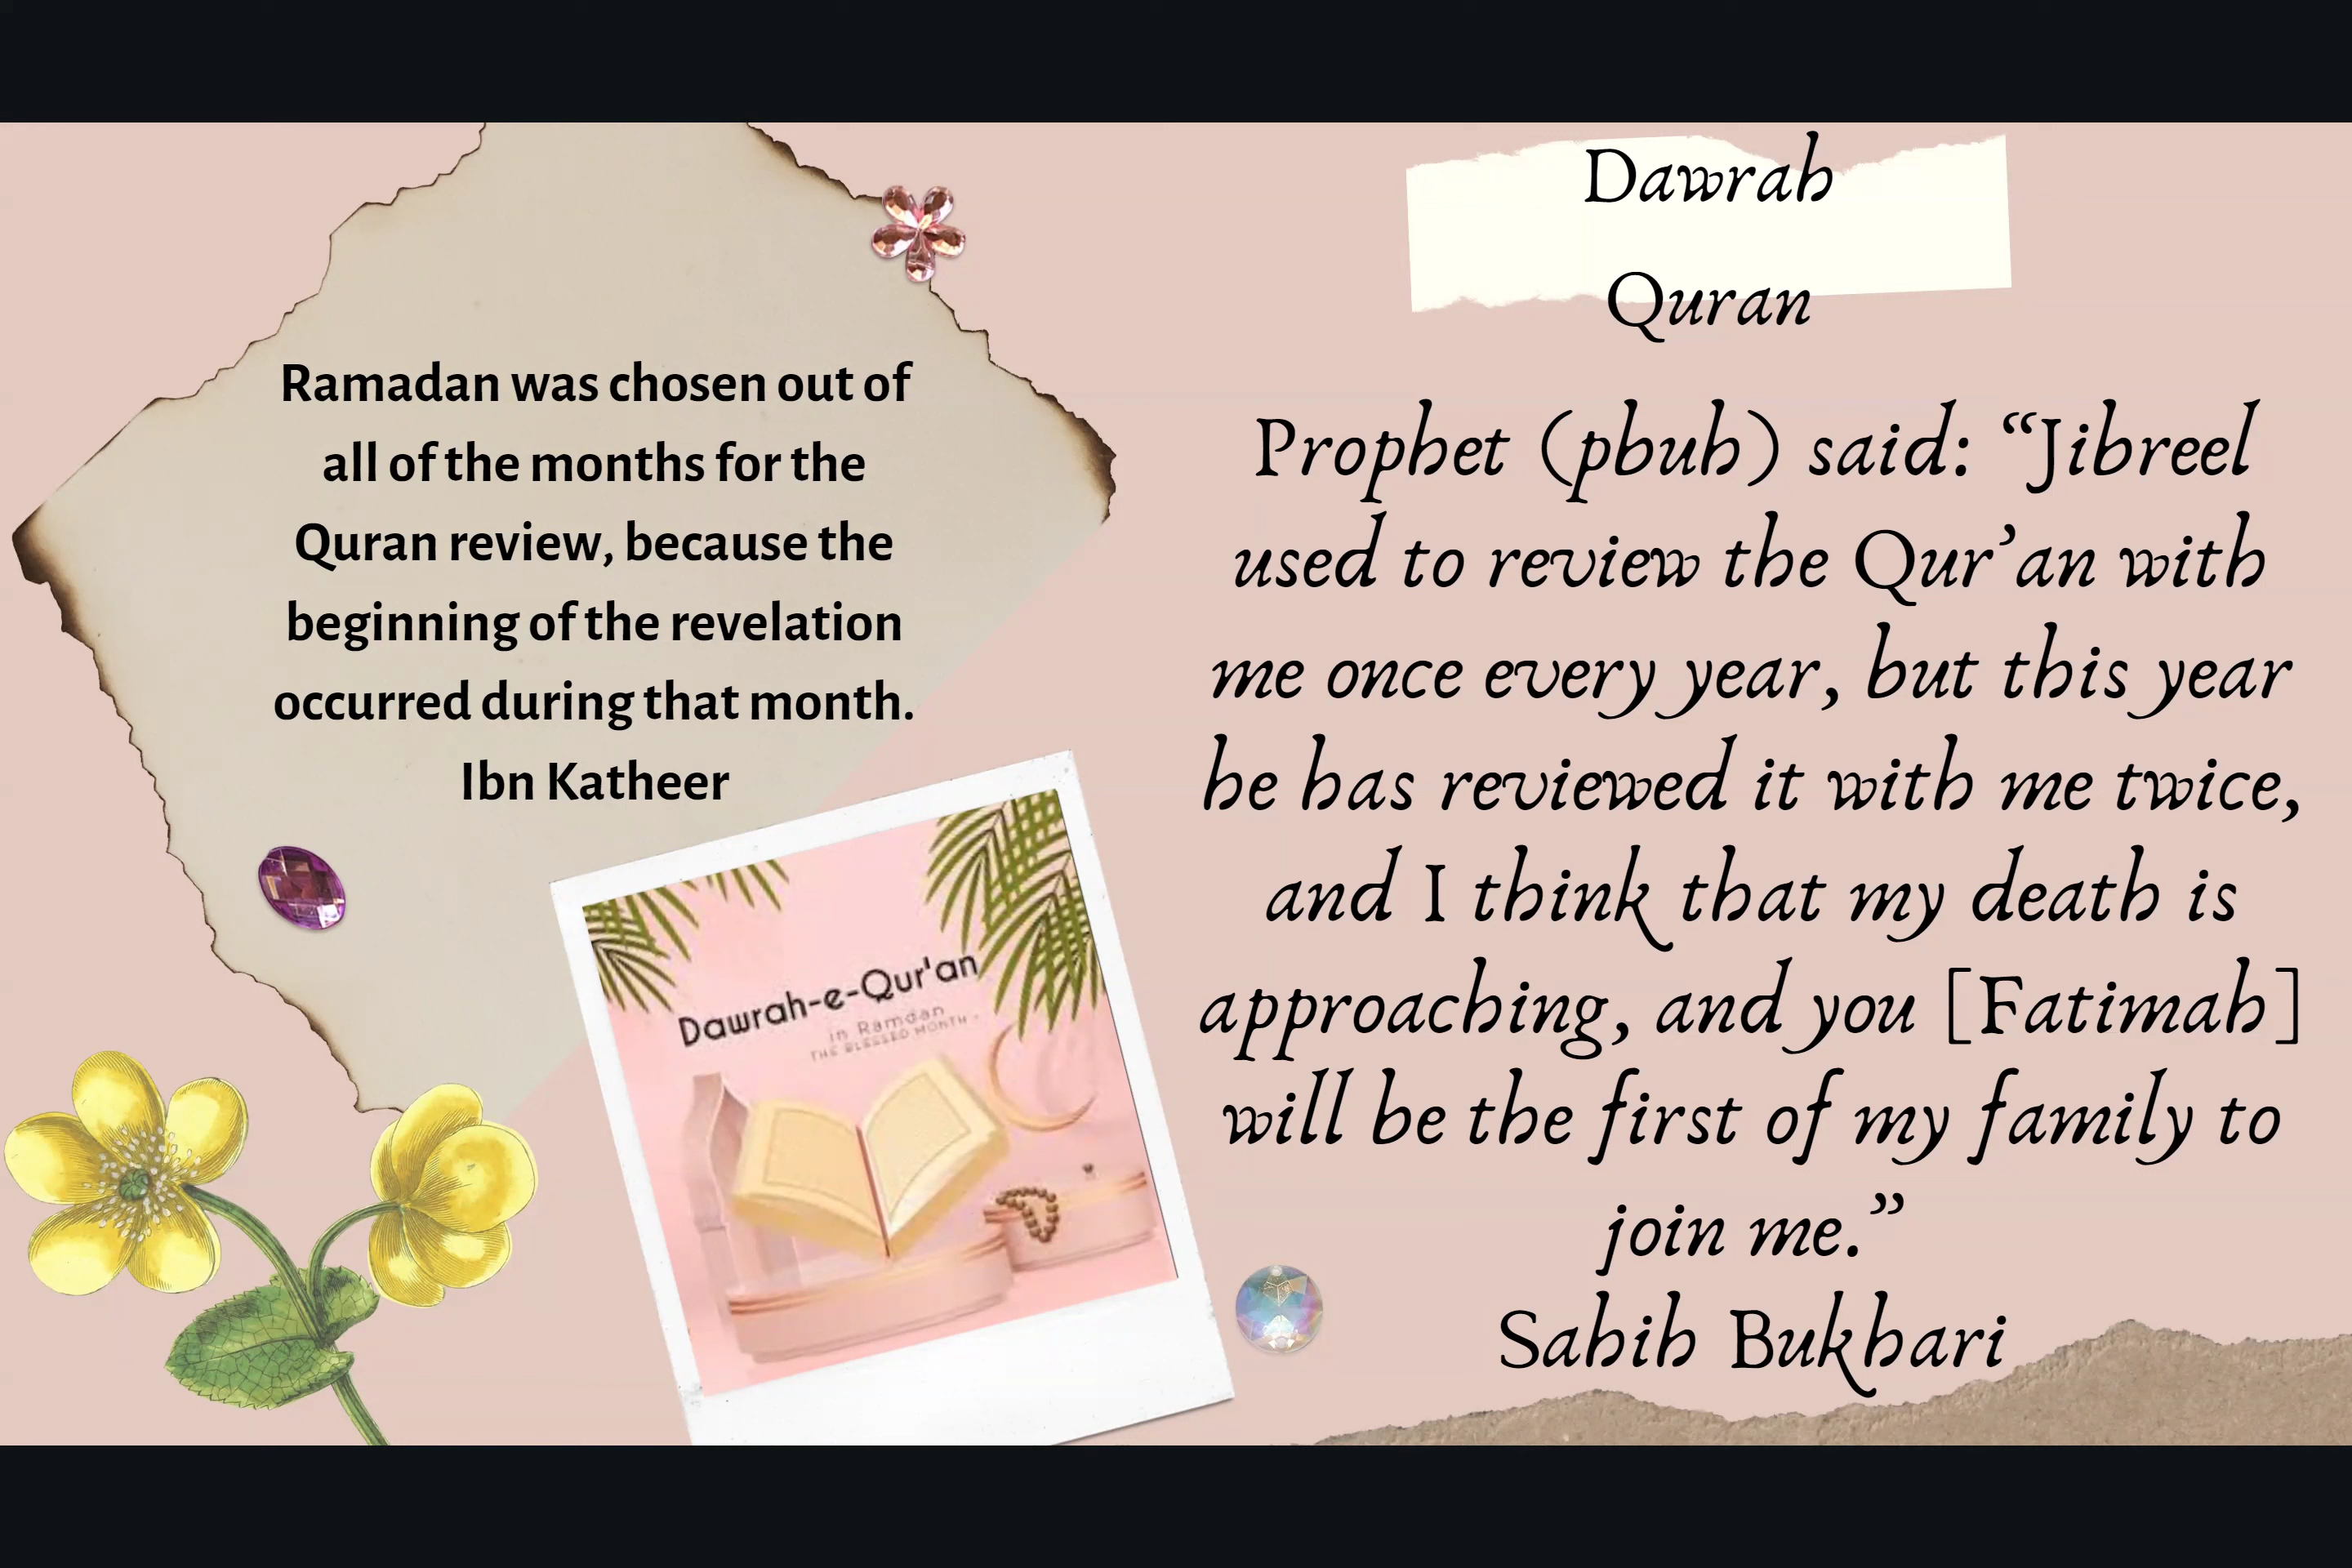 Ramadan was chosen out of
all of the months for the
Quran review, because the
beginning of the revelation
occurred during that month.
Ibn Katheer
Dawrah-e-Qur'an
in Ramdan
THE BLESSED MONTH
Dawrah
Quran
Prophet (pbuh) said: “Jibreel
used to review the Qur’an with
me once every year, but this year
he has reviewed it with me twice,
and I think that my death is
approaching, and you [Fatimah]
will be the first of my family to
join me.”
Sahih Bukhari